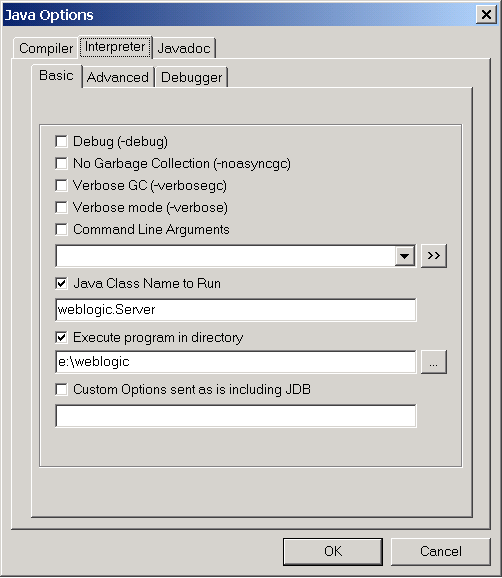 Java Options
Compiler Interpreter Javadoc
Basic Advanced Debugger
Debug (-debug)
No Garbage Collection (-noasyncgc)
Verbose GC (-verbosegc)
Verbose mode (-verbose)
Command Line Arguments
>>
Java Class Name to Run
weblogic.Server
Execute program in directory
e:\weblogic
...
Custom Options sent as is including JDB
OK Cancel